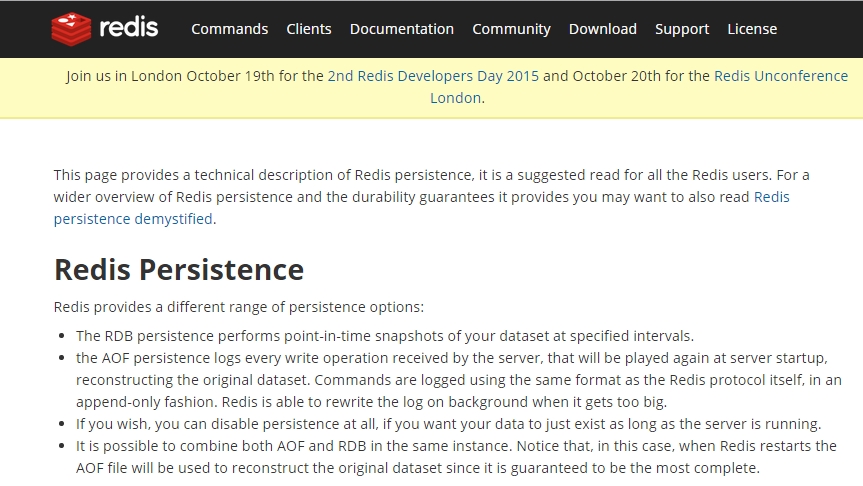 redis Commands Clients Documentation Community Download Support License
Join us in London October 19th for the 2nd Redis Developers Day 2015 and October 20th for the Redis Unconference
London.
This page provides a technical description of Redis persistence, it is a suggested read for all the Redis users. For a
wider overview of Redis persistence and the durability guarantees it provides you may want to also read Redis
persistence demystified.
Redis Persistence
Redis provides a different range of persistence options:
• The RDB persistence performs point-in-time snapshots of your dataset at specified intervals.
• the AOF persistence logs every write operation received by the server, that will be played again at server startup,
reconstructing the original dataset. Commands are logged using the same format as the Redis protocol itself, in an
append-only fashion. Redis is able to rewrite the log on background when it gets too big.
• If you wish, you can disable persistence at all, if you want your data to just exist as long as the server is running.
• It is possible to combine both AOF and RDB in the same instance. Notice that, in this case, when Redis restarts the
AOF file will be used to reconstruct the original dataset since it is guaranteed to be the most complete.